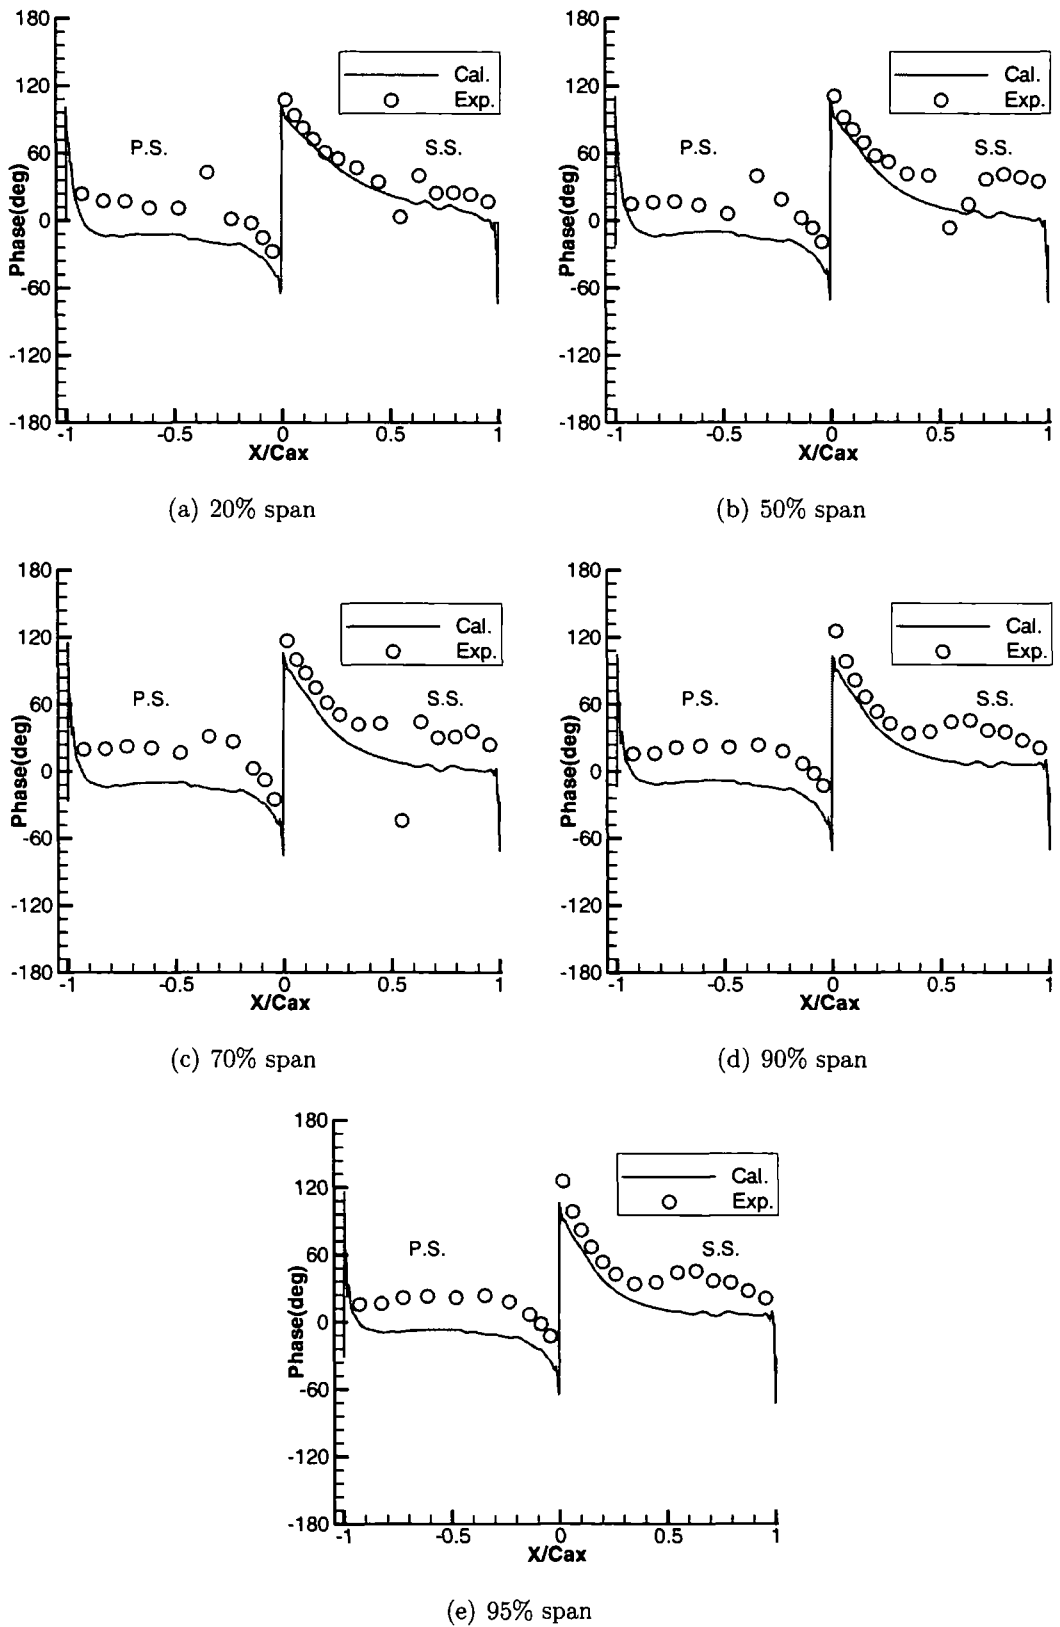 180
120
60
0
-60
-120
-180
Phase(deg)
Cal.
Exp.
P.S.
S.S.
-1
-0.5
0
0.5
1
X/Cax
(a) 20% span
180
120
60
0
-60
-120
-180
Phase(deg)
Cal.
Exp.
P.S.
S.S.
-1
-0.5
0
0.5
1
X/Cax
(b) 50% span
180
120
60
0
-60
-120
-180
Phase(deg)
Cal.
Exp.
P.S.
S.S.
-1
-0.5
0
0.5
1
X/Cax
(c) 70% span
180
120
60
0
-60
-120
-180
Phase(deg)
Cal.
Exp.
P.S.
S.S.
-1
-0.5
0
0.5
1
X/Cax
(d) 90% span
180
120
60
0
-60
-120
-180
Phase(deg)
Cal.
Exp.
P.S.
S.S.
-1
-0.5
0
0.5
1
X/Cax
(e) 95% span